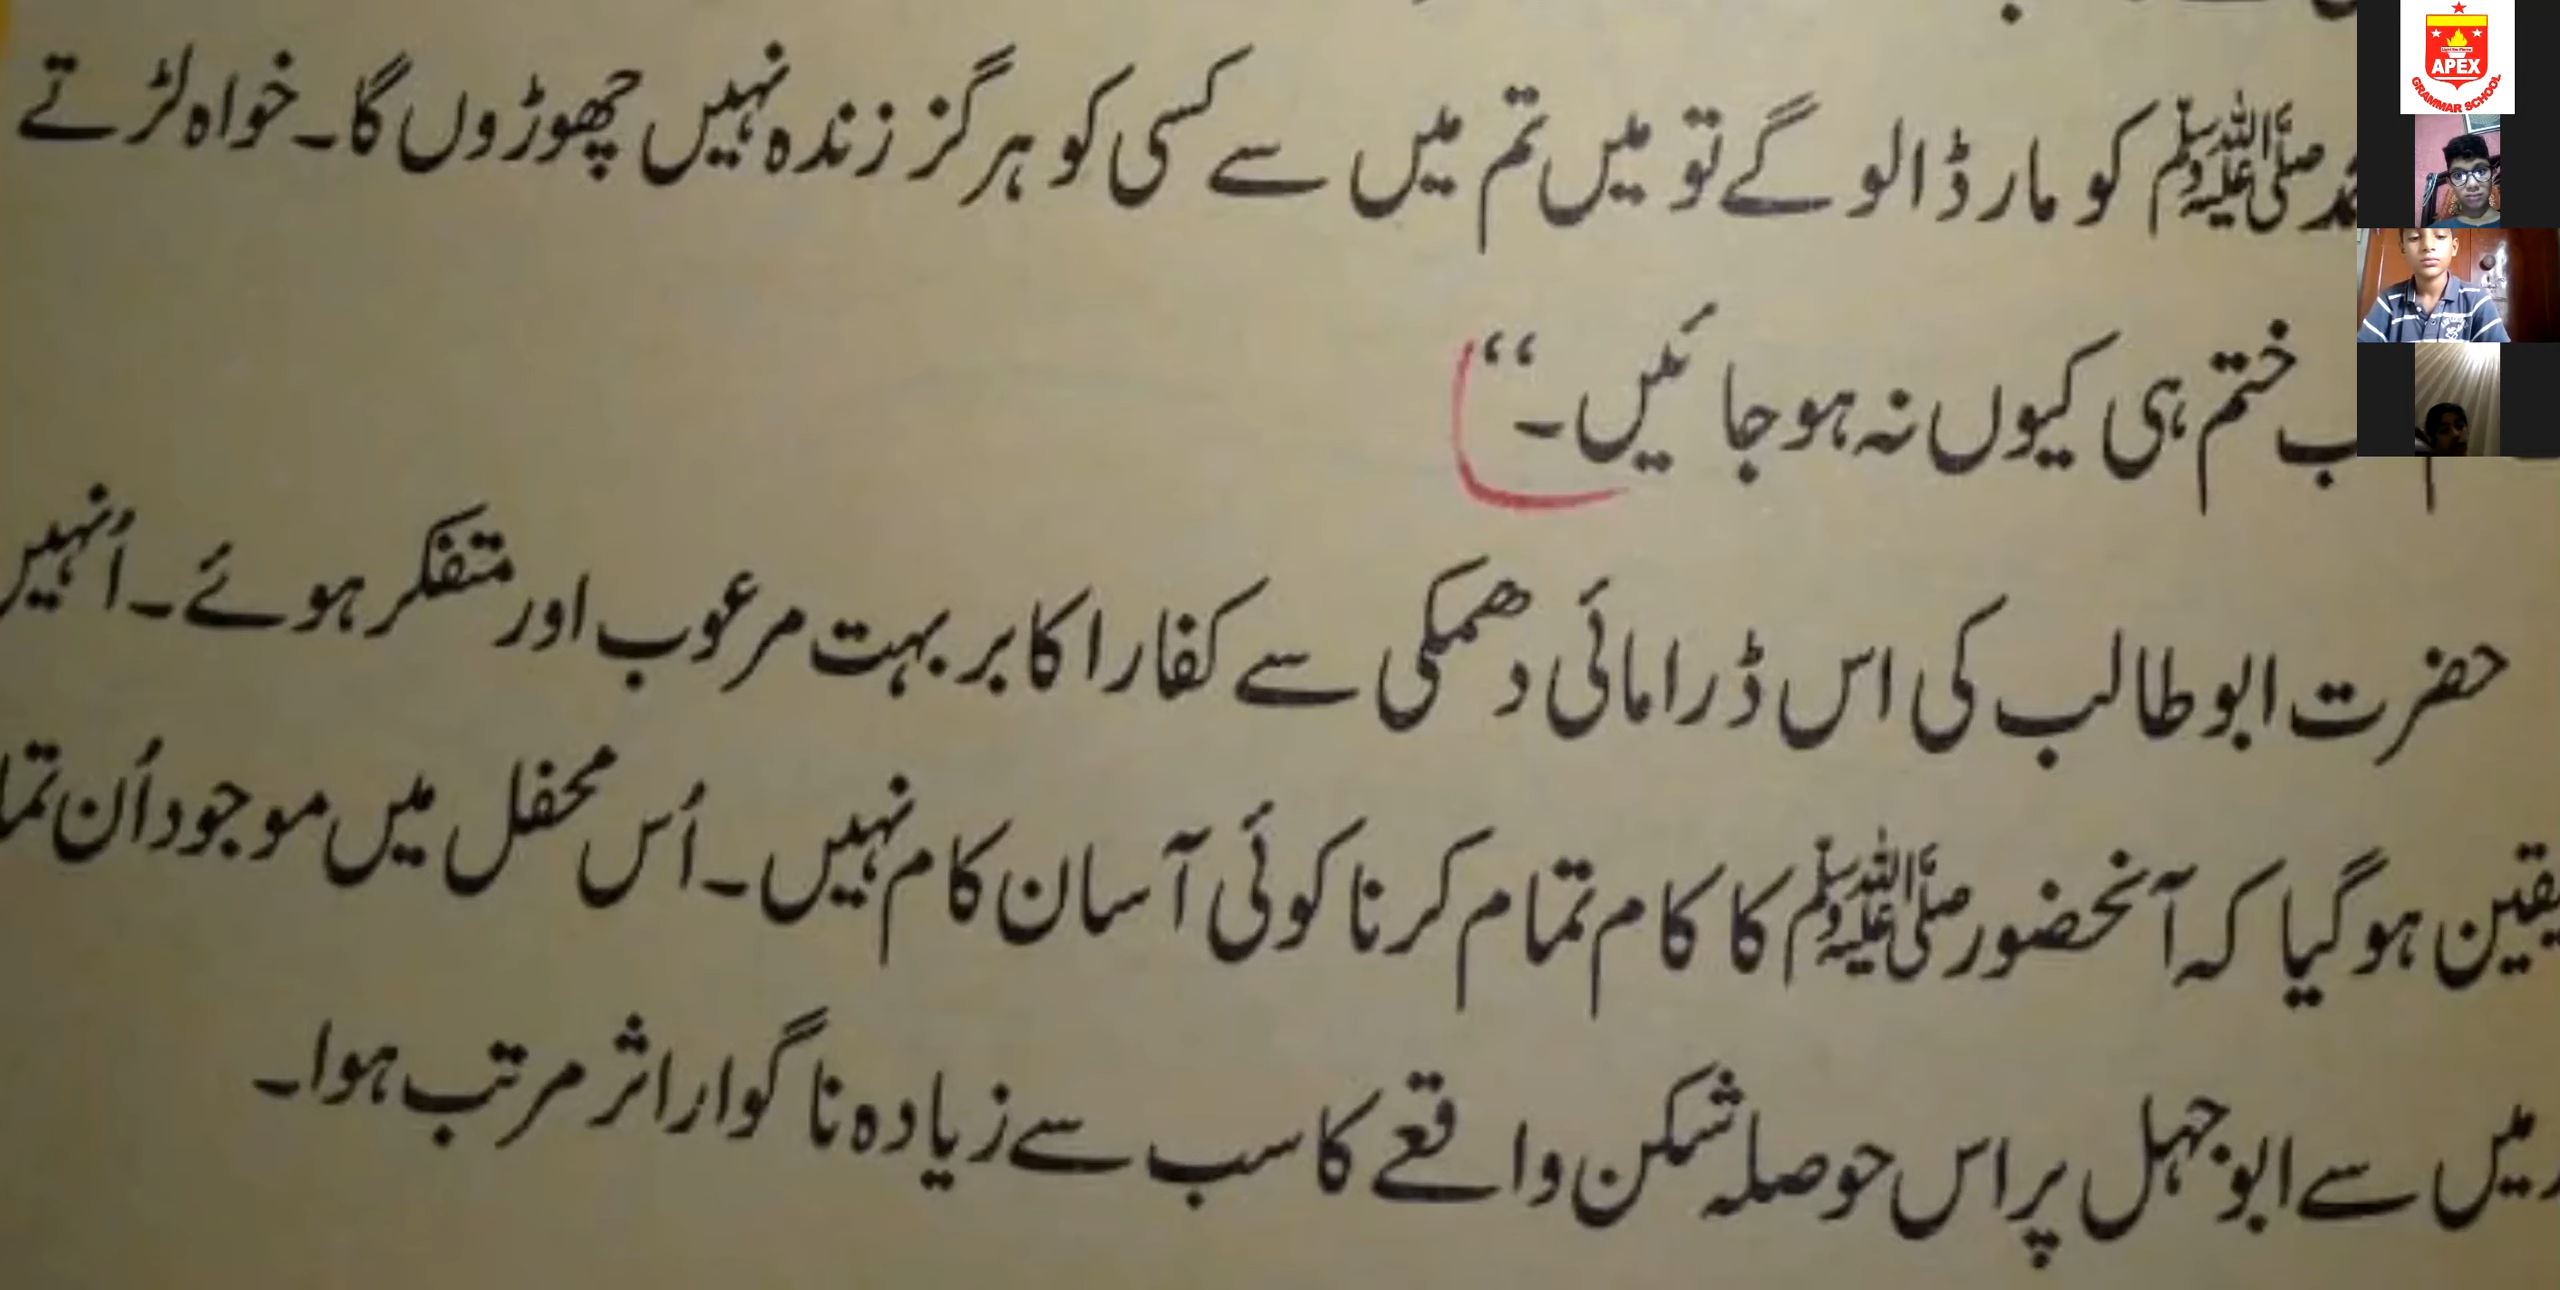 ﷺ کو مار ڈالو گے تو میں تم میں سے کسی کو ہرگز زندہ نہیں چھوڑوں گا۔ خواہ لڑتے
ختم ہی کیوں نہ ہو جائیں۔“
حضرت ابو طالب کی اس ڈرامائی دھمکی سے کفار اکابر بہت مرعوب اور متفکر ہوئے۔ اُنہیں
یقین ہو گیا کہ آنحضور ﷺ کا کام تمام کرنا کوئی آسان کام نہیں۔ اُس محفل میں موجود اُن
میں سے ابو جہل پر اس حوصلہ شکن واقعے کا سب سے زیادہ ناگوار اثر مرتب ہوا۔
APEX
GRAMMAR SCHOOL